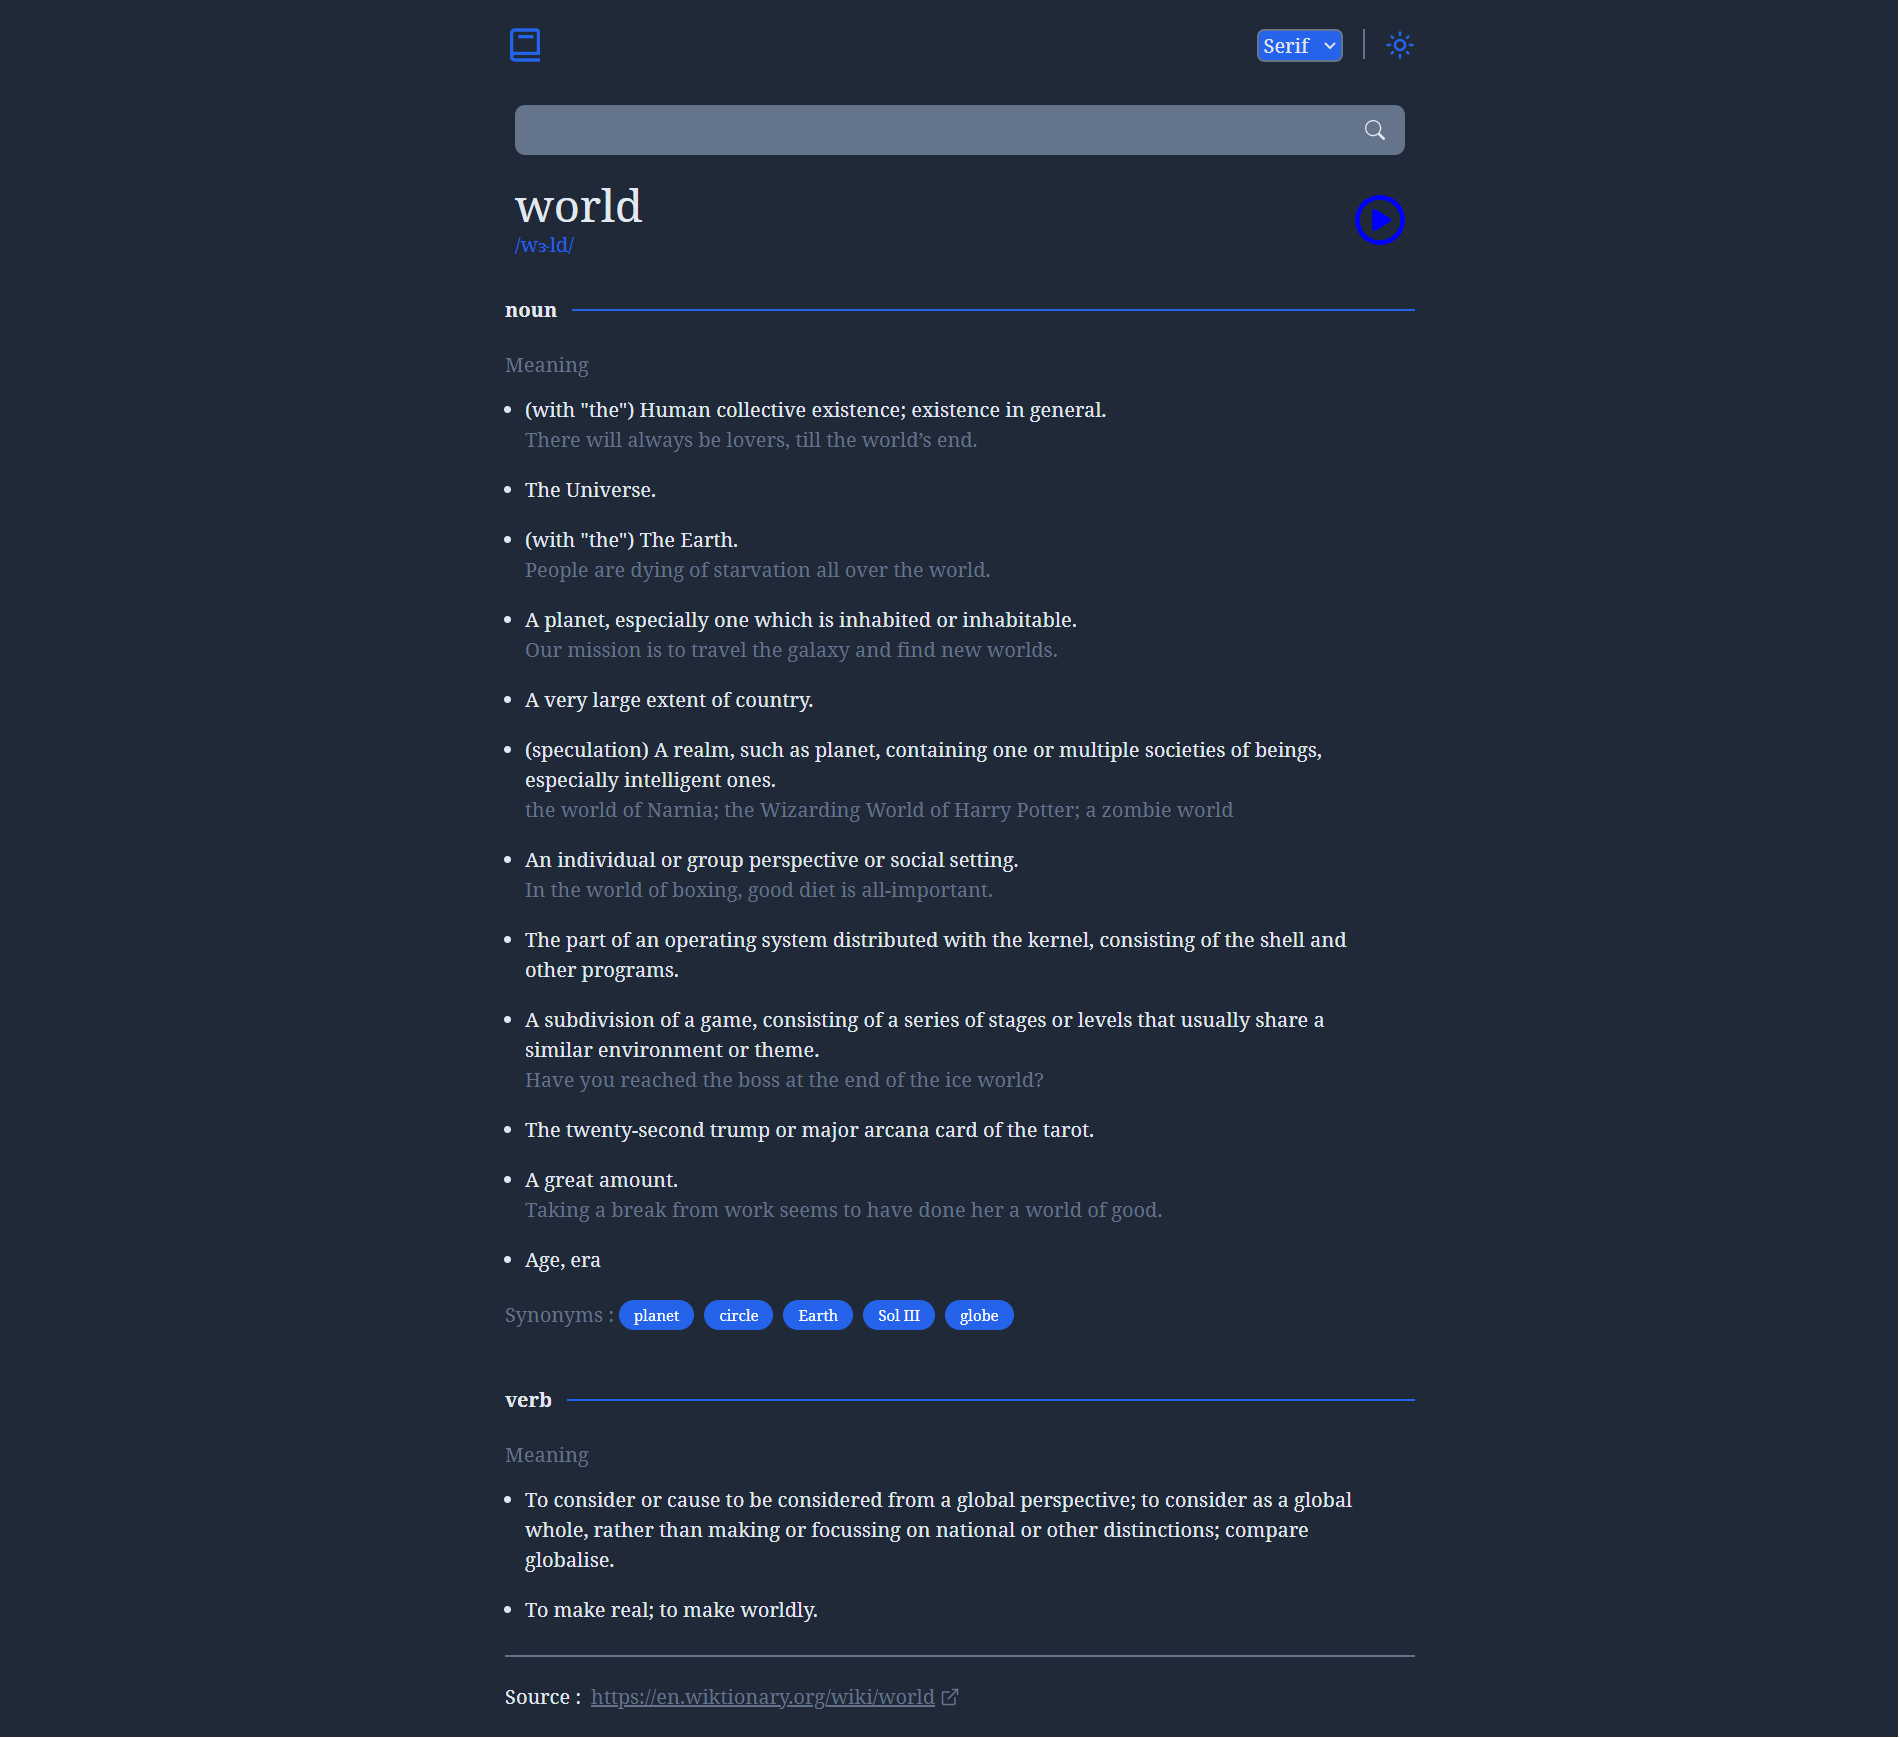 Serif
world
/wɝld/
noun
Meaning
• (with "the") Human collective existence; existence in general.
There will always be lovers, till the world’s end.
• The Universe.
• (with "the") The Earth.
People are dying of starvation all over the world.
• A planet, especially one which is inhabited or inhabitable.
Our mission is to travel the galaxy and find new worlds.
• A very large extent of country.
• (speculation) A realm, such as planet, containing one or multiple societies of beings,
especially intelligent ones.
the world of Narnia; the Wizarding World of Harry Potter; a zombie world
• An individual or group perspective or social setting.
In the world of boxing, good diet is all-important.
• The part of an operating system distributed with the kernel, consisting of the shell and
other programs.
• A subdivision of a game, consisting of a series of stages or levels that usually share a
similar environment or theme.
Have you reached the boss at the end of the ice world?
• The twenty-second trump or major arcana card of the tarot.
• A great amount.
Taking a break from work seems to have done her a world of good.
• Age, era
Synonyms : planet circle Earth Sol III globe
verb
Meaning
• To consider or cause to be considered from a global perspective; to consider as a global
whole, rather than making or focussing on national or other distinctions; compare
globalise.
• To make real; to make worldly.
Source : https://en.wiktionary.org/wiki/world